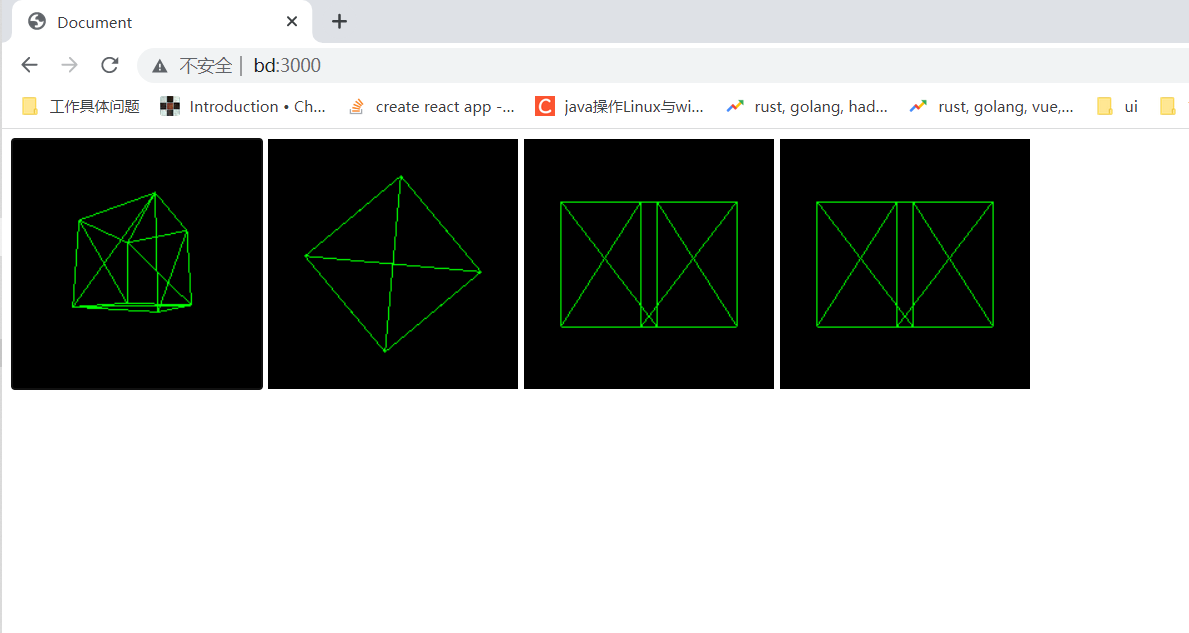 Document
不安全 | bd:3000
工作具体问题 Introduction • Ch... create react app -... java操作Linux与wi... rust, golang, had... rust, golang, vue,... ui